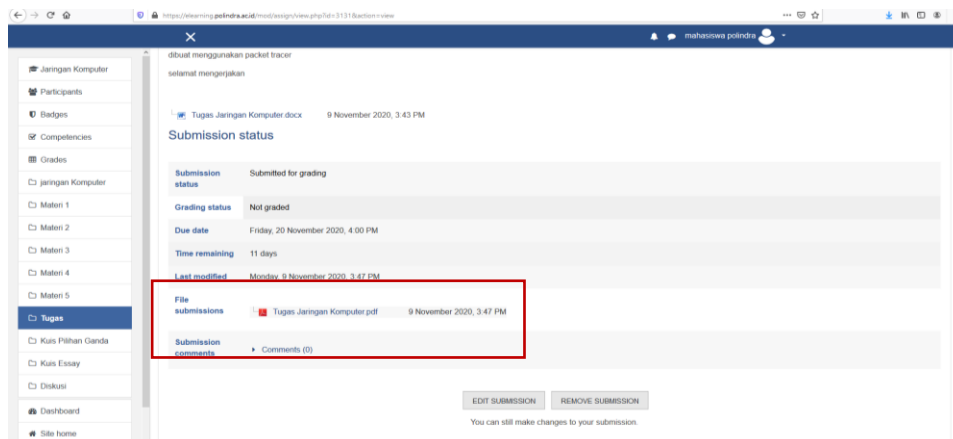 https://elearning.polindra.ac.id/mod/assign/view.php?id=3131&action=view
mahasiswa polindra
Jaringan Komputer
Participants
Badges
Competencies
Grades
jaringan Komputer
Materi 1
Materi 2
Materi 3
Materi 4
Materi 5
Tugas
Kuis Pilihan Ganda
Kuis Essay
Diskusi
Dashboard
Site home
dibuat menggunakan packet tracer
selamat mengerjakan
Tugas Jaringan Komputer.docx 9 November 2020, 3:43 PM
Submission status
Submission status Submitted for grading
Grading status Not graded
Due date Friday, 20 November 2020, 4:00 PM
Time remaining 11 days
Last modified Monday, 9 November 2020, 3:47 PM
File submissions Tugas Jaringan Komputer.pdf 9 November 2020, 3:47 PM
Submission comments Comments (0)
EDIT SUBMISSION REMOVE SUBMISSION
You can still make changes to your submission.